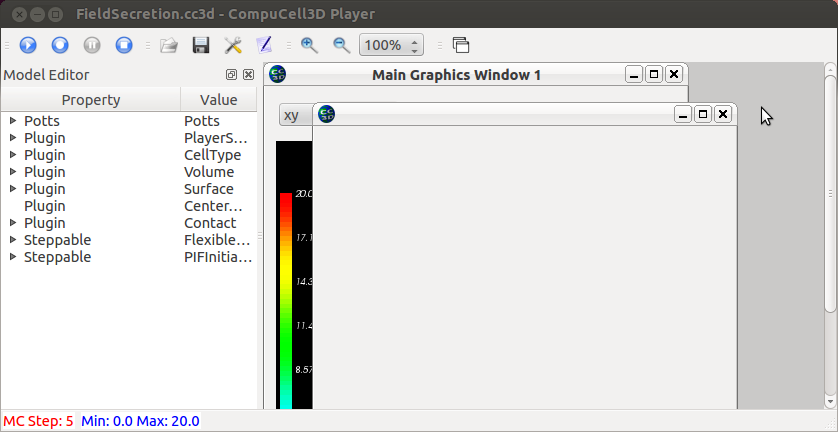 FieldSecretion.cc3d - CompuCell3D Player
100%
Model Editor
Property Value
Potts Potts
Plugin PlayerS...
Plugin CellType
Plugin Volume
Plugin Surface
Plugin Center...
Plugin Contact
Steppable Flexible...
Steppable PIFInitia...
Main Graphics Window 1
xy
20.0
17.1
14.3
11.4
8.57
MC Step: 5 Min: 0.0 Max: 20.0